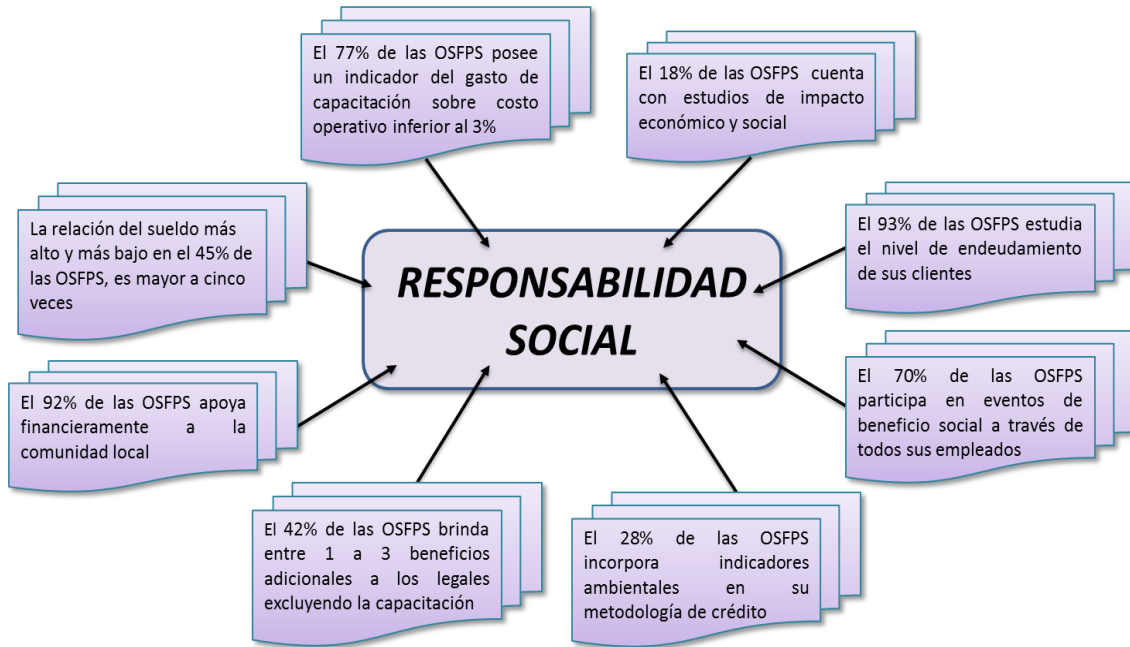 El 77% de las OSFPS posee
un indicador del gasto de
capacitación sobre costo
operativo inferior al 3%
El 18% de las OSFPS cuenta
con estudios de impacto
económico y social
La relación del sueldo más
alto y más bajo en el 45% de
las OSFPS, es mayor a cinco
veces
RESPONSABILIDAD
SOCIAL
El 93% de las OSFPS estudia
el nivel de endeudamiento
de sus clientes
El 92% de las OSFPS apoya
financieramente a la
comunidad local
El 70% de las OSFPS
participa en eventos de
beneficio social a través de
todos sus empleados
El 42% de las OSFPS brinda
entre 1 a 3 beneficios
adicionales a los legales
excluyendo la capacitación
El 28% de las OSFPS
incorpora indicadores
ambientales en su
metodología de crédito